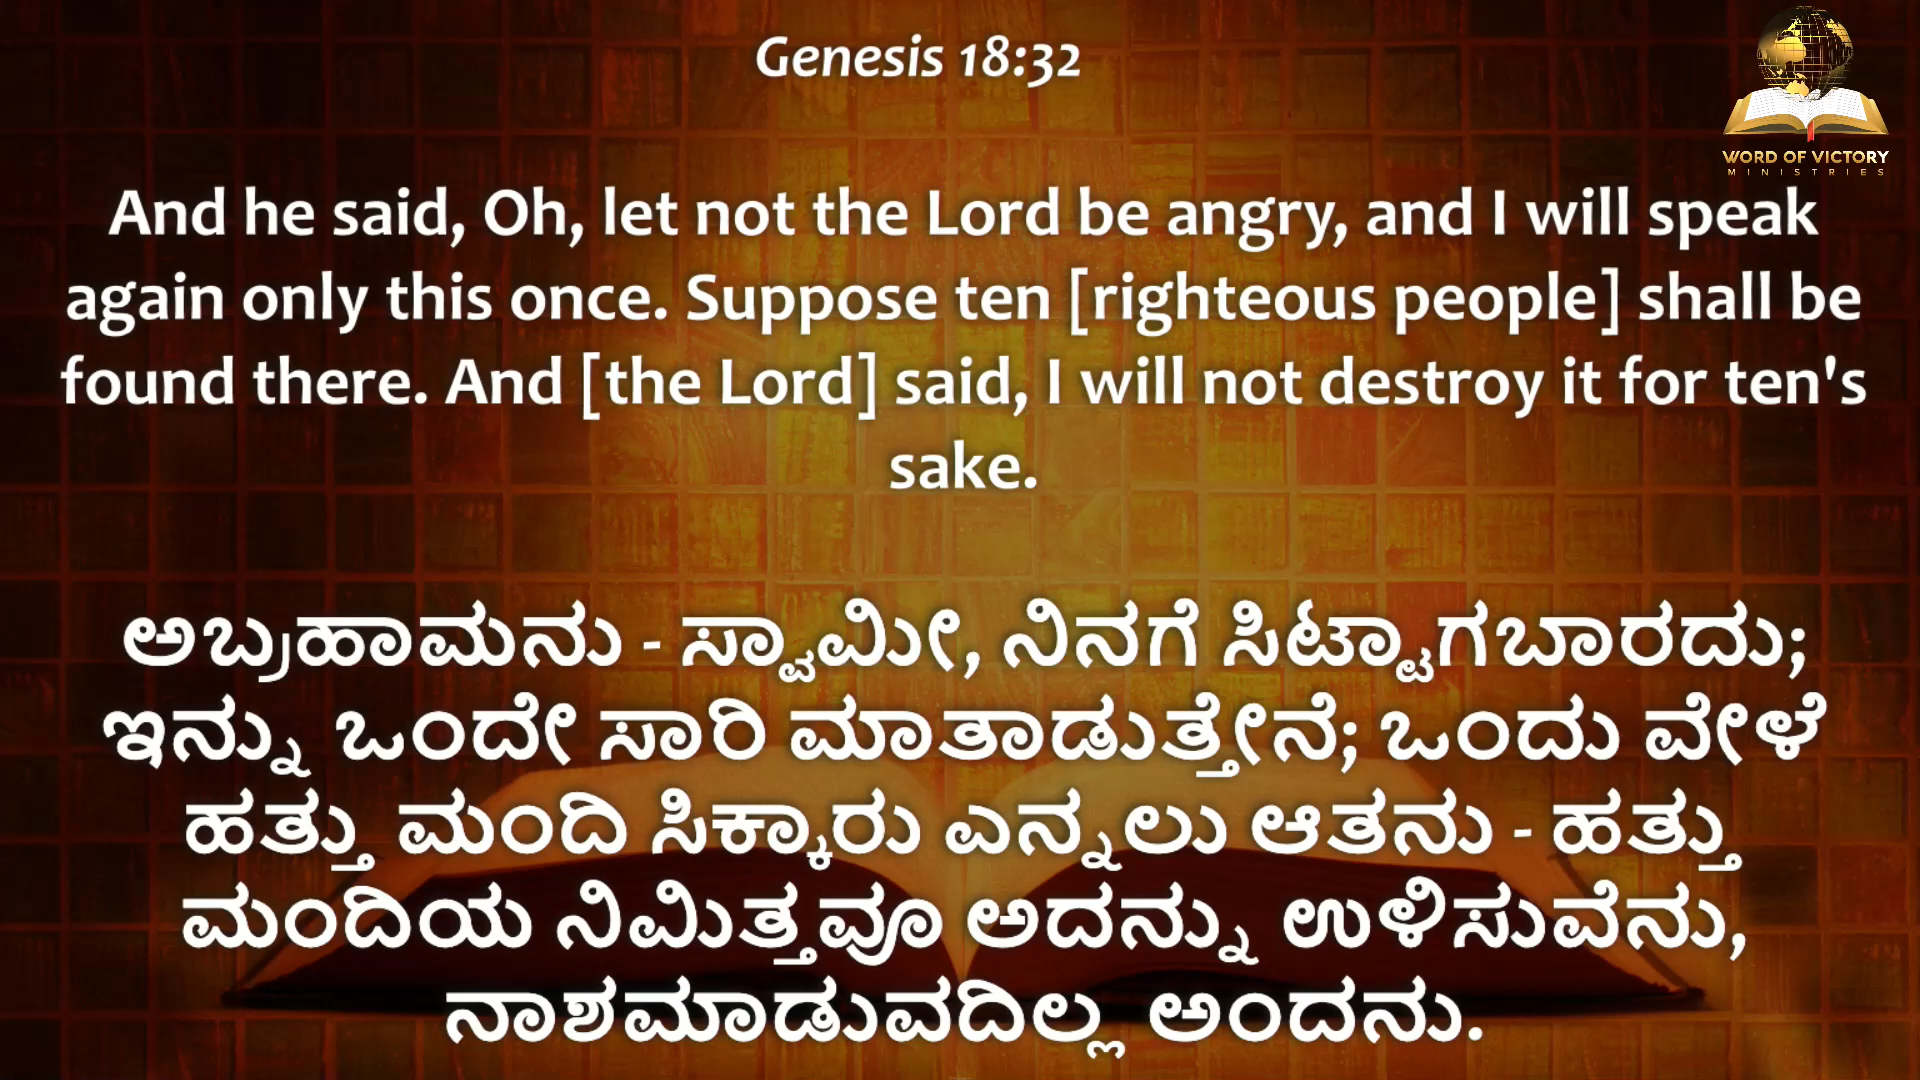 Genesis 18:32
WORD OF VICTORY
MINISTRIES
And he said, Oh, let not the Lord be angry, and I will speak
again only this once. Suppose ten [righteous people] shall be
found there. And [the Lord] said, I will not destroy it for ten's
sake.
ಅಬ್ರಹಾಮನು - ಸ್ವಾಮೀ, ನಿನಗೆ ಸಿಟ್ಟಾಗಬಾರದು;
ಇನ್ನು ಒಂದೇ ಸಾರಿ ಮಾತಾಡುತ್ತೇನೆ; ಒಂದು ವೇಳೆ
ಹತ್ತು ಮಂದಿ ಸಿಕ್ಕಾರು ಎನ್ನಲು ಆತನು - ಹತ್ತು
ಮಂದಿಯ ನಿಮಿತ್ತವೂ ಅದನ್ನು ಉಳಿಸುವೆನು,
ನಾಶಮಾಡುವದಿಲ್ಲ ಅಂದನು.